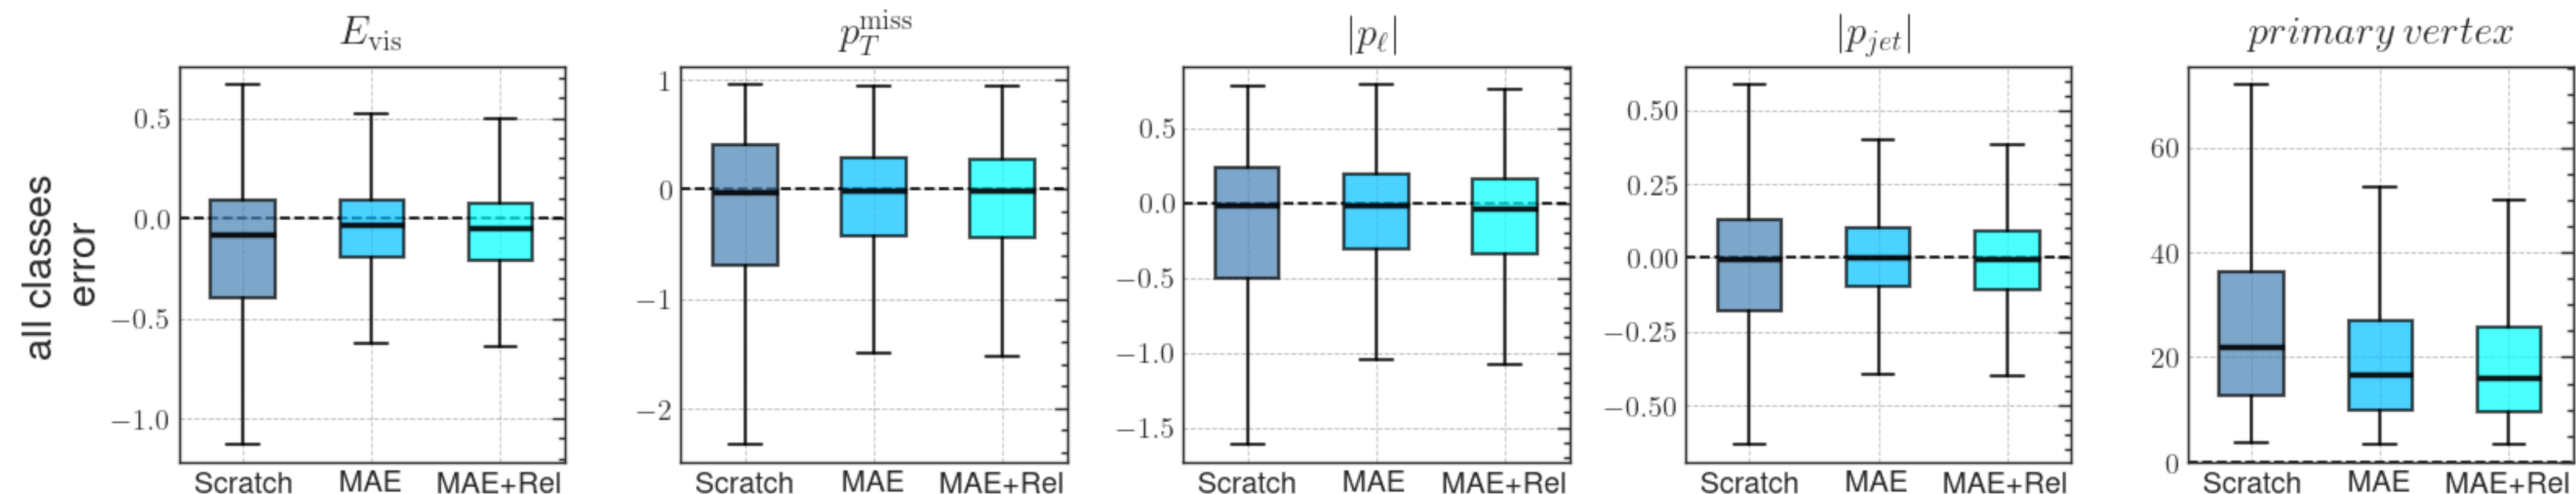 E_vis
0.5
0.0
−0.5
−1.0
Scratch MAE MAE+Rel
p_T^miss
1
0
−1
−2
Scratch MAE MAE+Rel
|p_ℓ|
0.5
0.0
−0.5
−1.0
−1.5
Scratch MAE MAE+Rel
|p_jet|
0.50
0.25
0.00
−0.25
−0.50
Scratch MAE MAE+Rel
primary vertex
60
40
20
0
Scratch MAE MAE+Rel
all classes
error